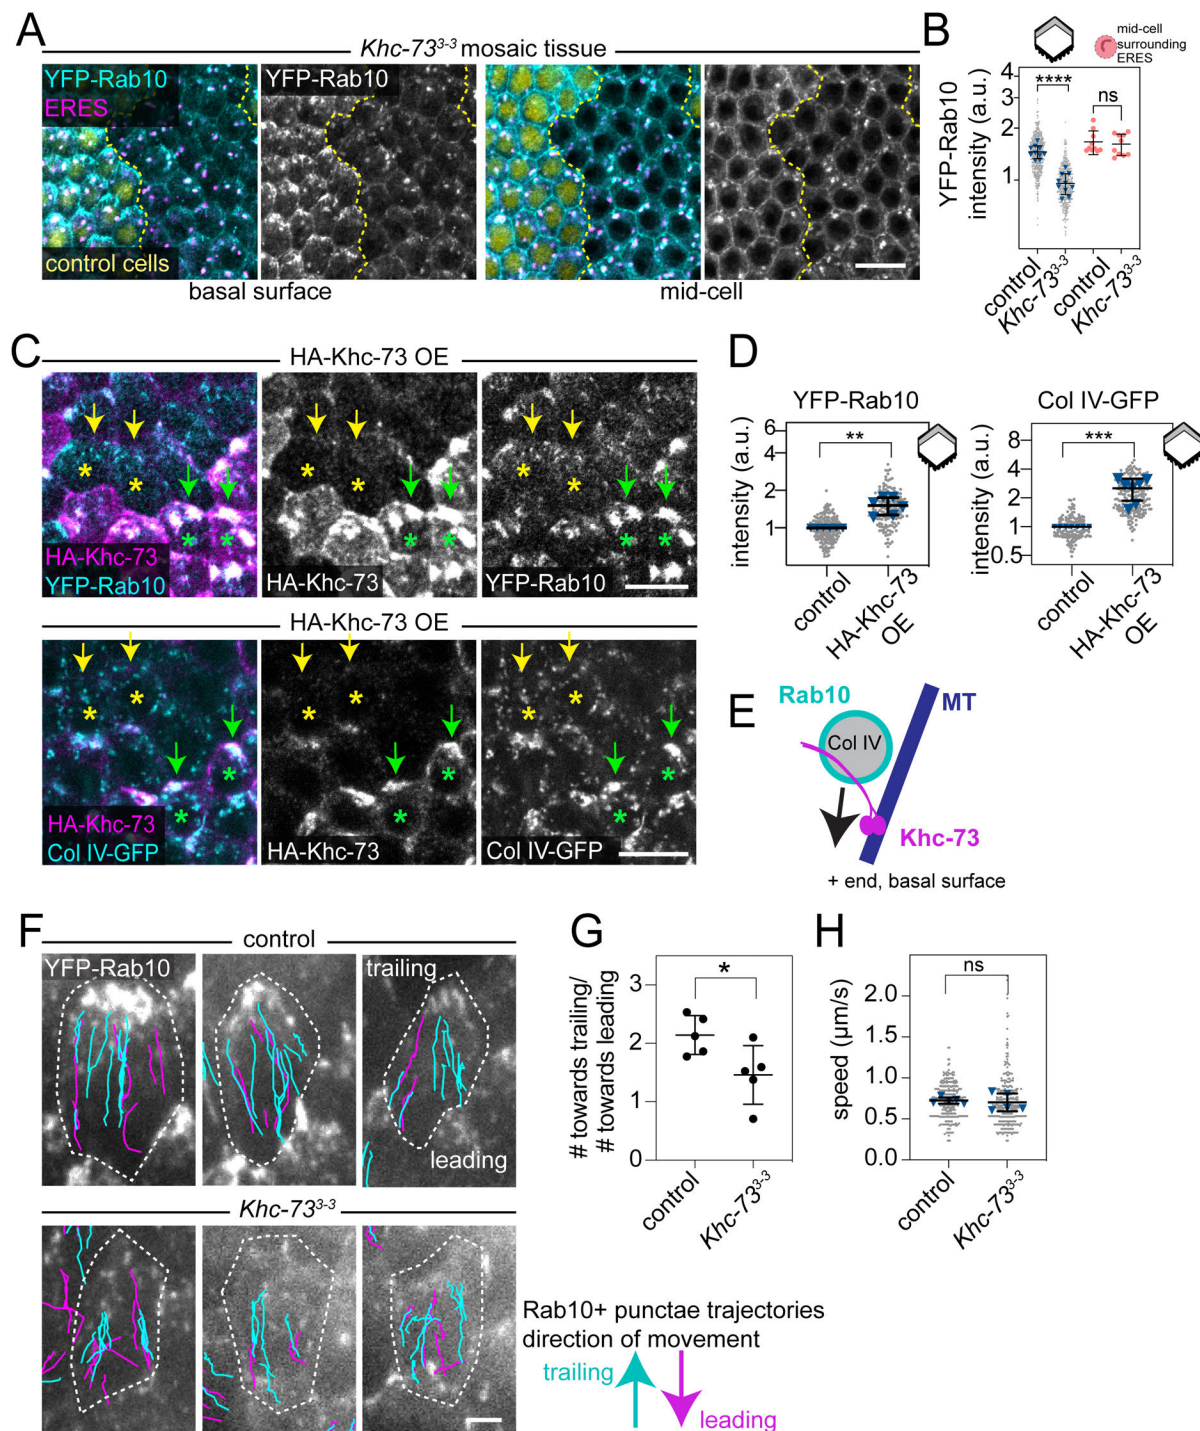 A
Khc-73³⁻³ mosaic tissue
YFP-Rab10
ERES
control cells
YFP-Rab10
basal surface
mid-cell
B
mid-cell
surrounding
ERES
YFP-Rab10
intensity (a.u.)
4
3
2
1
****
ns
control
Khc-73³⁻³
control
Khc-73³⁻³
C
HA-Khc-73 OE
HA-Khc-73
YFP-Rab10
HA-Khc-73
YFP-Rab10
HA-Khc-73 OE
HA-Khc-73
Col IV-GFP
HA-Khc-73
Col IV-GFP
D
YFP-Rab10
intensity (a.u.)
6
4
2
1
**
control
HA-Khc-73
OE
Col IV-GFP
intensity (a.u.)
8
4
2
1
0.5
***
control
HA-Khc-73
OE
E
Rab10
MT
Col IV
Khc-73
+ end, basal surface
F
control
YFP-Rab10
trailing
leading
Khc-73³⁻³
Rab10+ punctae trajectories
direction of movement
trailing
leading
G
# towards trailing/
# towards leading
3
2
1
0
*
control
Khc-73³⁻³
H
speed (µm/s)
2.0
1.5
1.0
0.5
0.0
ns
control
Khc-73³⁻³